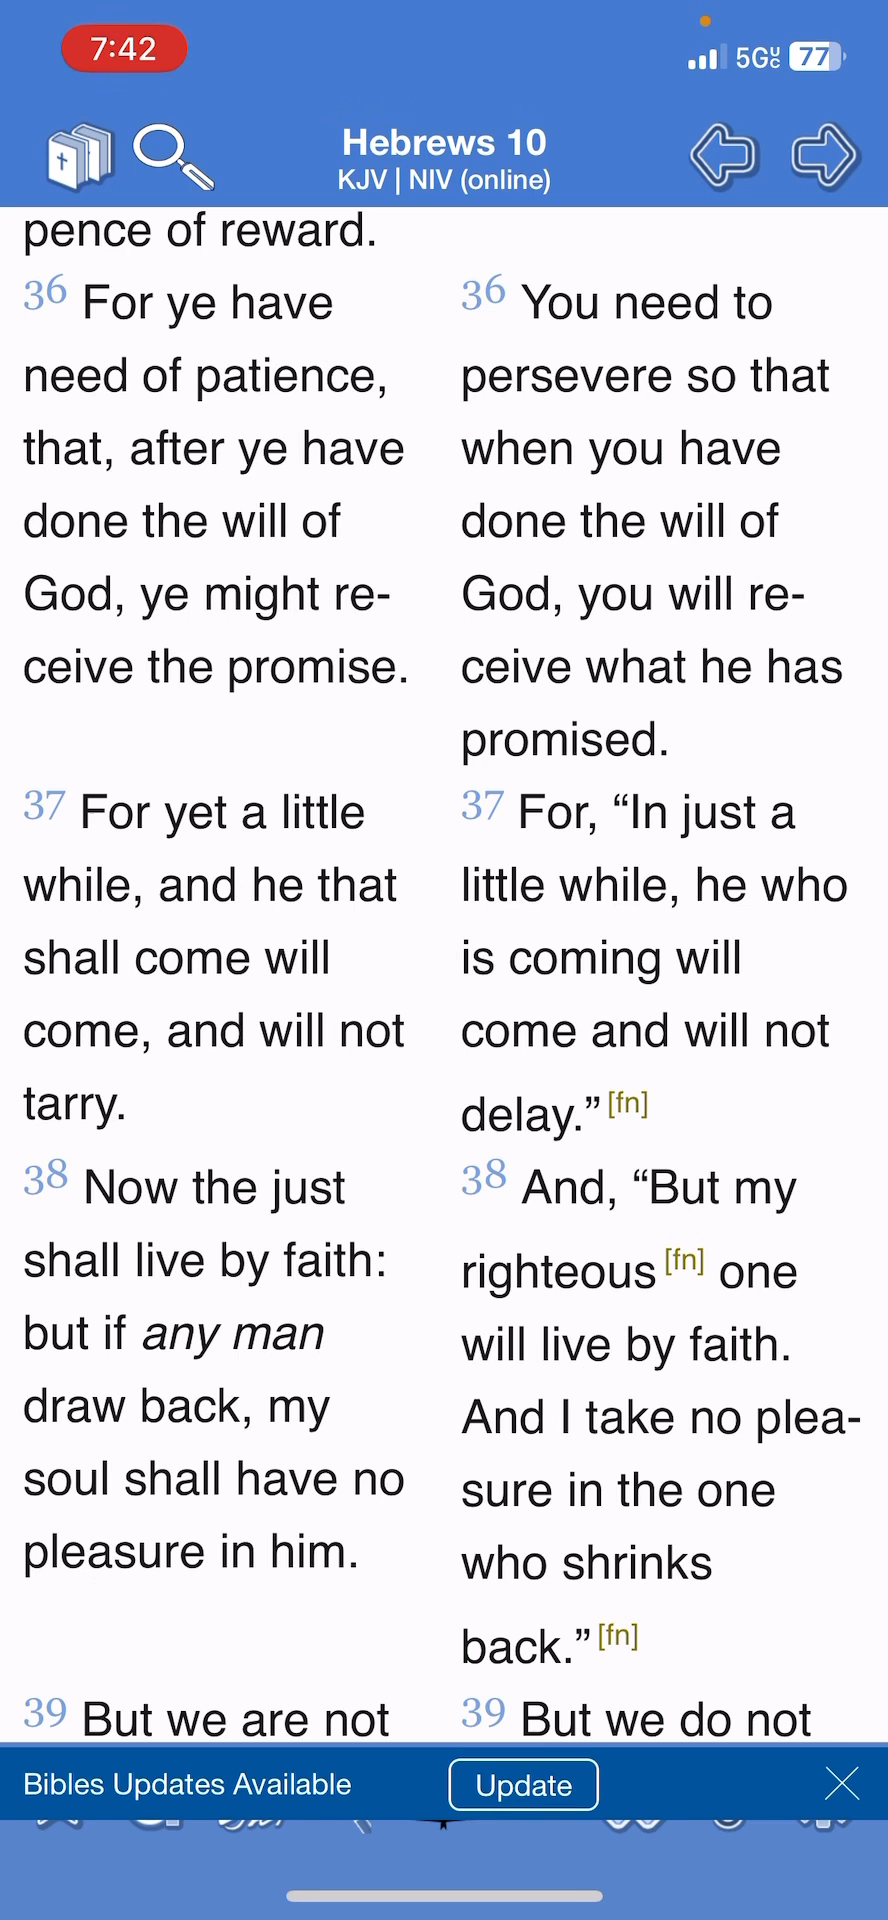 7:42
5G UC 77
Hebrews 10
KJV | NIV (online)
pence of reward.
36 For ye have
need of patience,
that, after ye have
done the will of
God, ye might re-
ceive the promise.
37 For yet a little
while, and he that
shall come will
come, and will not
tarry.
38 Now the just
shall live by faith:
but if any man
draw back, my
soul shall have no
pleasure in him.
39 But we are not
36 You need to
persevere so that
when you have
done the will of
God, you will re-
ceive what he has
promised.
37 For, “In just a
little while, he who
is coming will
come and will not
delay.” [fn]
38 And, “But my
righteous [fn] one
will live by faith.
And I take no plea-
sure in the one
who shrinks
back.” [fn]
39 But we do not
Bibles Updates Available
Update